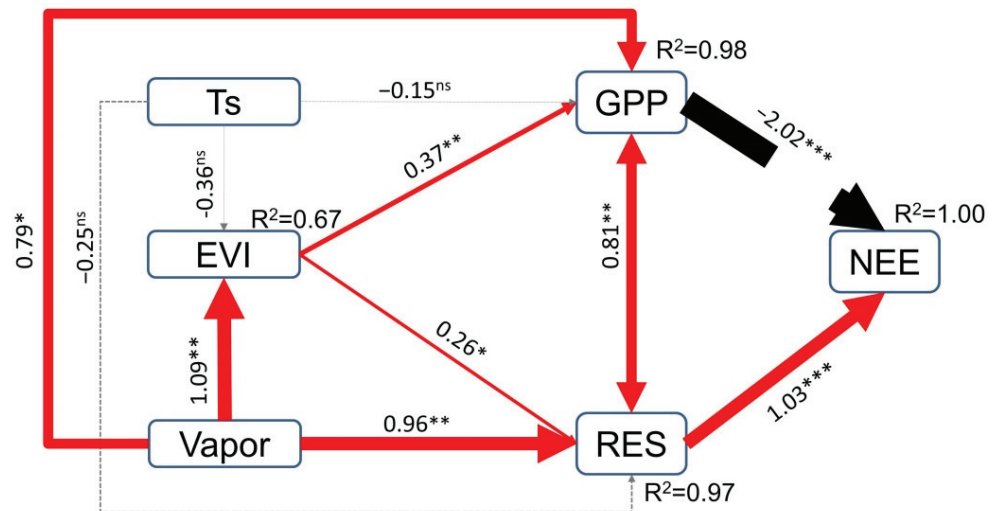 R²=0.98
Ts
−0.15ⁿˢ
GPP
−2.02***
0.37**
-0.36ⁿˢ
R²=0.67
R²=1.00
0.79*
−0.25ⁿˢ
EVI
0.81**
NEE
0.26*
1.09**
0.96**
1.03***
Vapor
RES
R²=0.97